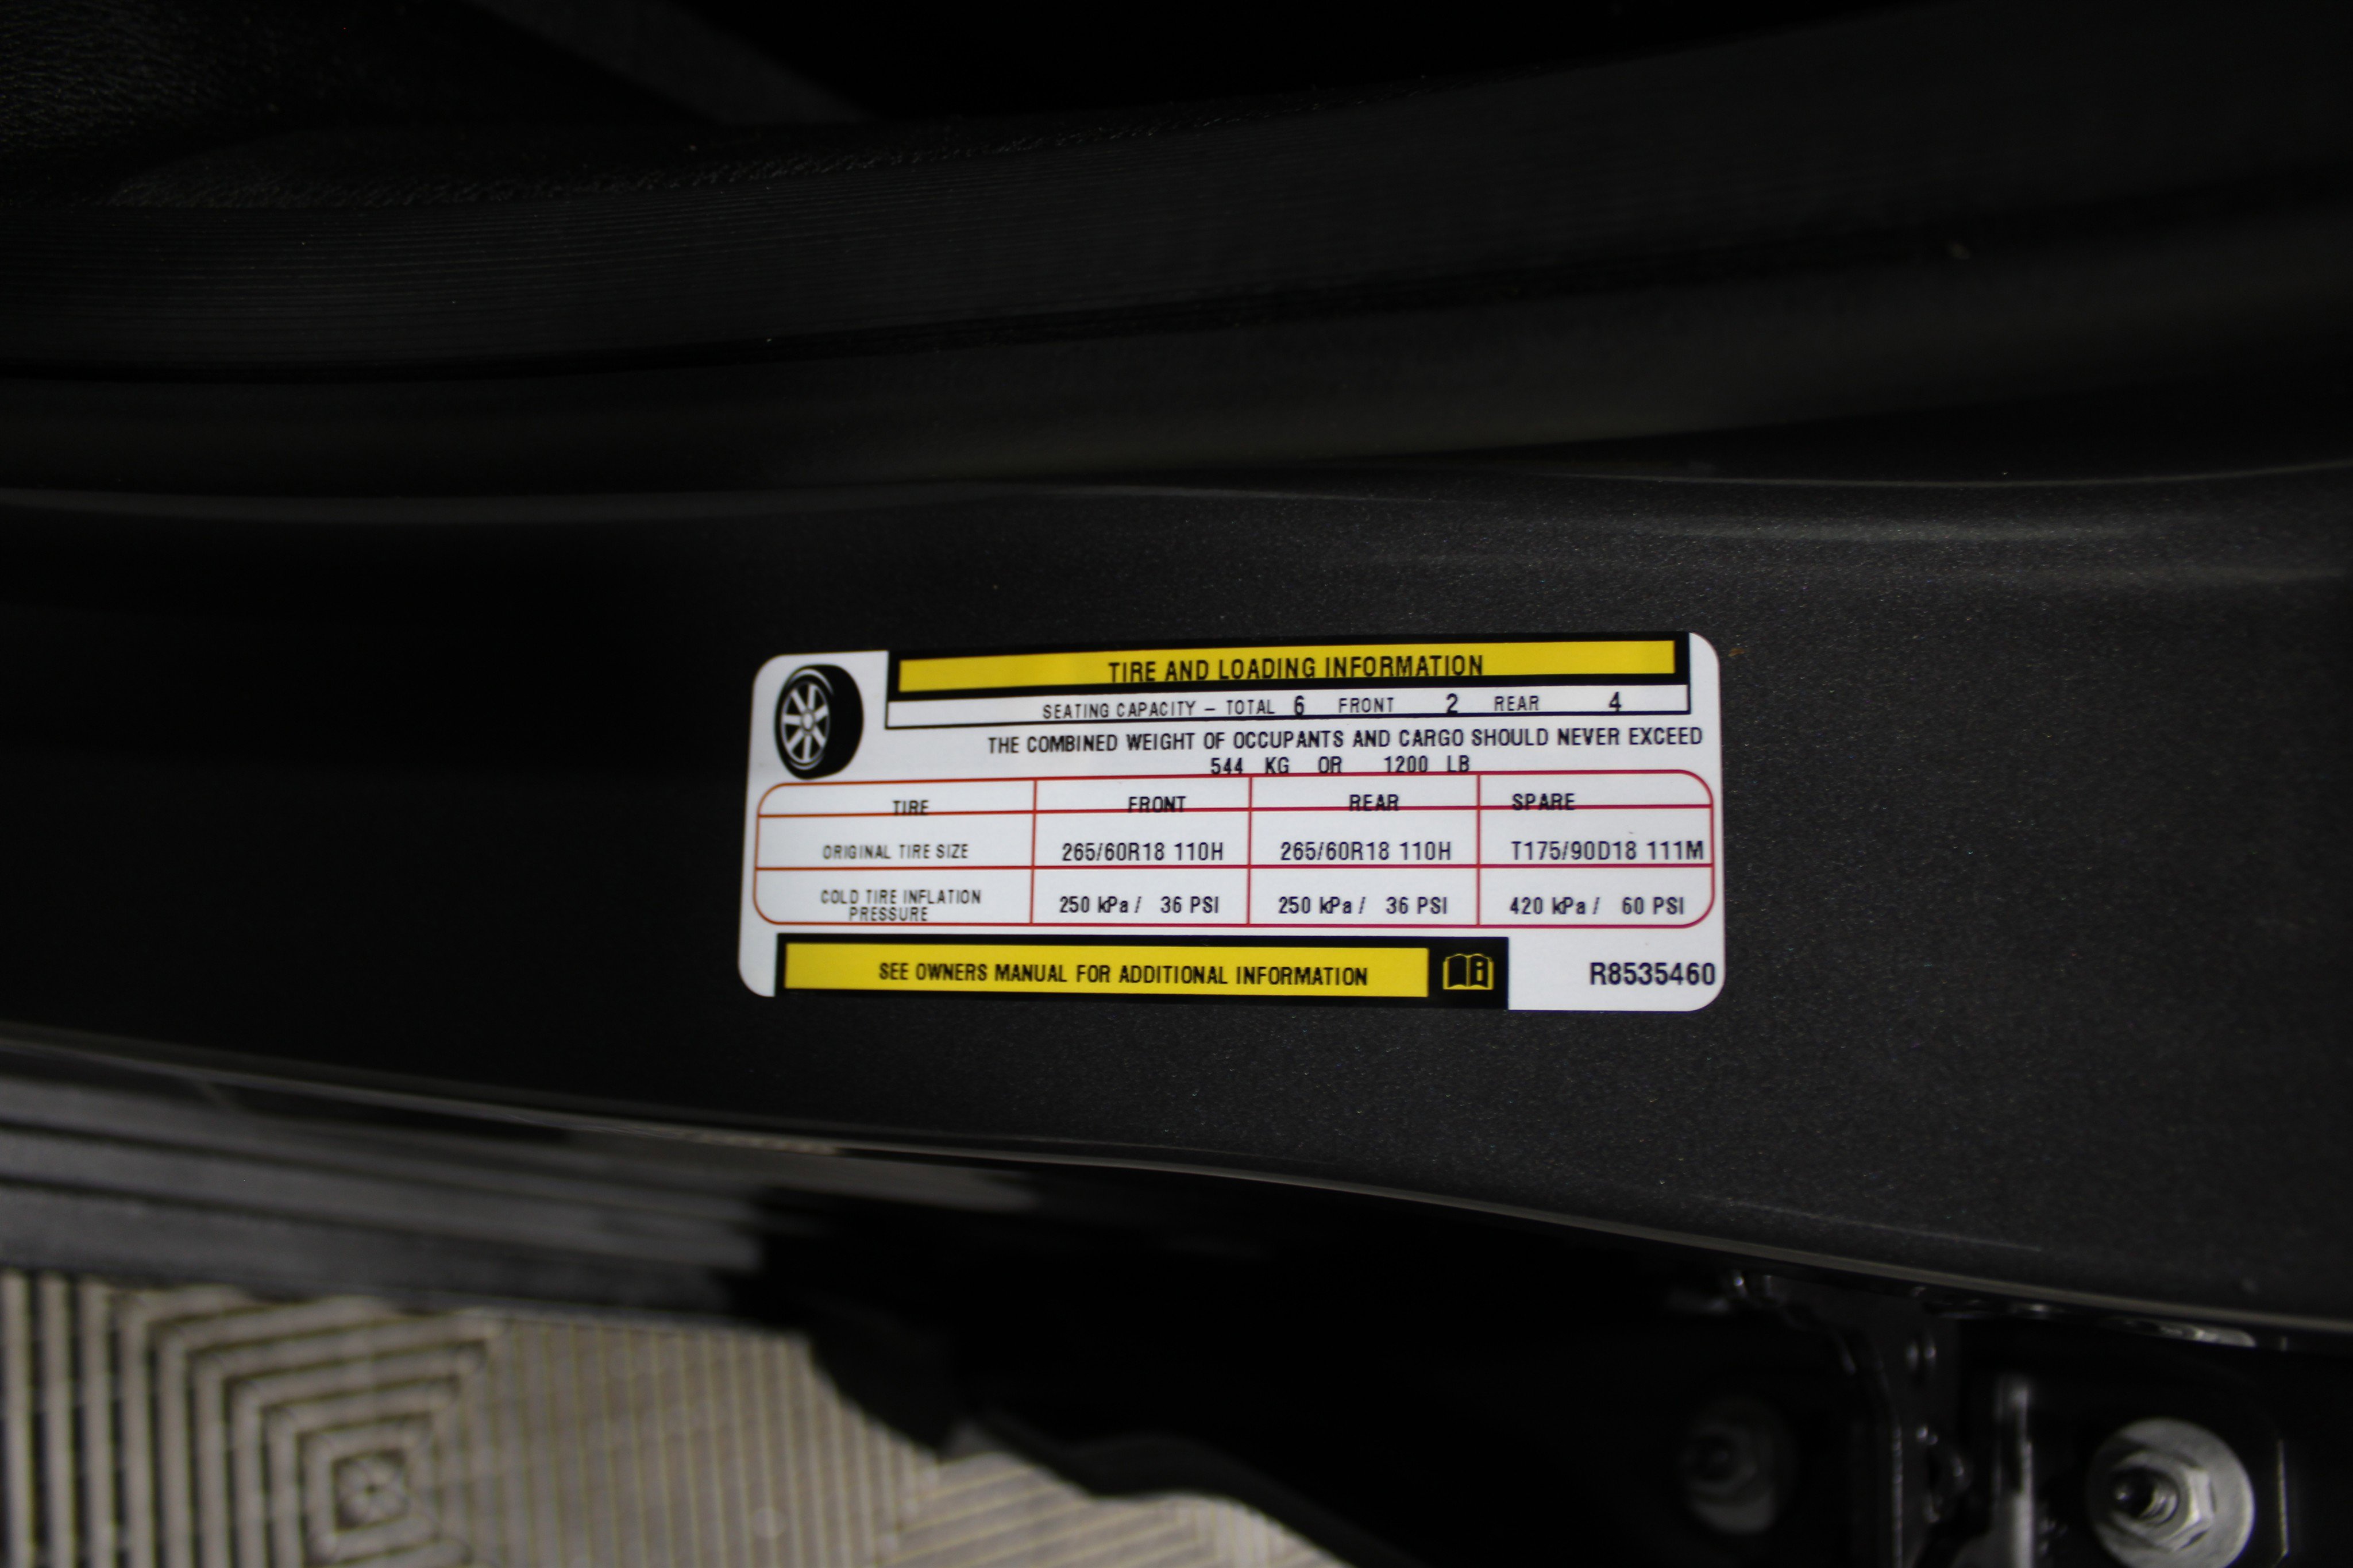 TIRE AND LOADING INFORMATION
SEATING CAPACITY – TOTAL 6 FRONT 2 REAR 4
THE COMBINED WEIGHT OF OCCUPANTS AND CARGO SHOULD NEVER EXCEED
544 KG OR 1200 LB
TIRE FRONT REAR SPARE
ORIGINAL TIRE SIZE 265/60R18 110H 265/60R18 110H T175/90D18 111M
COLD TIRE INFLATION
PRESSURE 250 kPa / 36 PSI 250 kPa / 36 PSI 420 kPa / 60 PSI
SEE OWNERS MANUAL FOR ADDITIONAL INFORMATION
R8535460